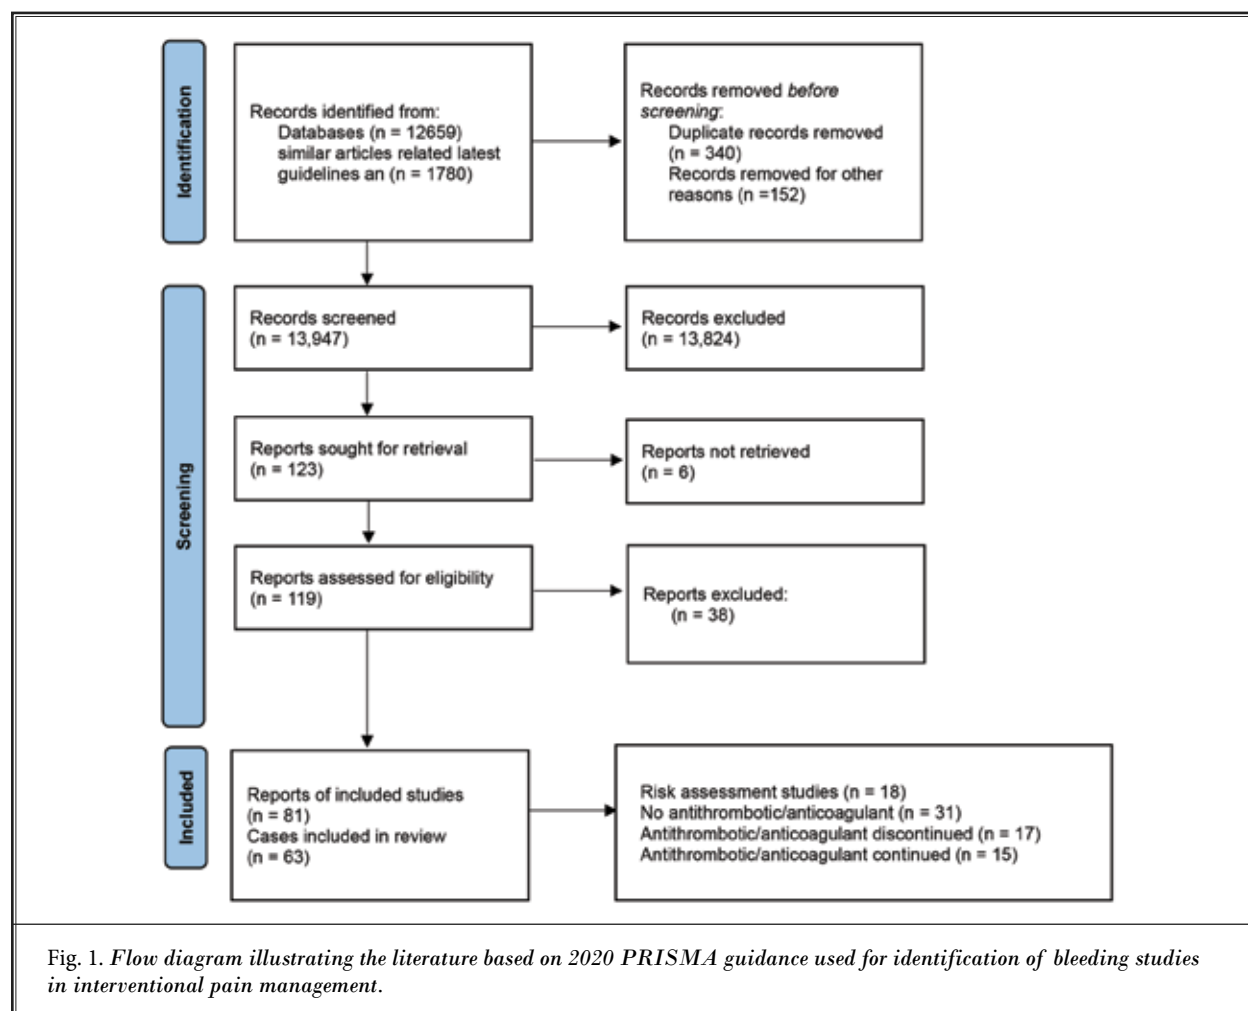 Identification
Records identified from:
Databases (n = 12659)
similar articles related latest
guidelines an (n = 1780)
Records removed before
screening:
Duplicate records removed
(n = 340)
Records removed for other
reasons (n =152)
Screening
Records screened
(n = 13,947)
Records excluded
(n = 13,824)
Reports sought for retrieval
(n = 123)
Reports not retrieved
(n = 6)
Reports assessed for eligibility
(n = 119)
Reports excluded:
(n = 38)
Included
Reports of included studies
(n = 81)
Cases included in review
(n = 63)
Risk assessment studies (n = 18)
No antithrombotic/anticoagulant (n = 31)
Antithrombotic/anticoagulant discontinued (n = 17)
Antithrombotic/anticoagulant continued (n = 15)
Fig. 1. Flow diagram illustrating the literature based on 2020 PRISMA guidance used for identification of bleeding studies
in interventional pain management.